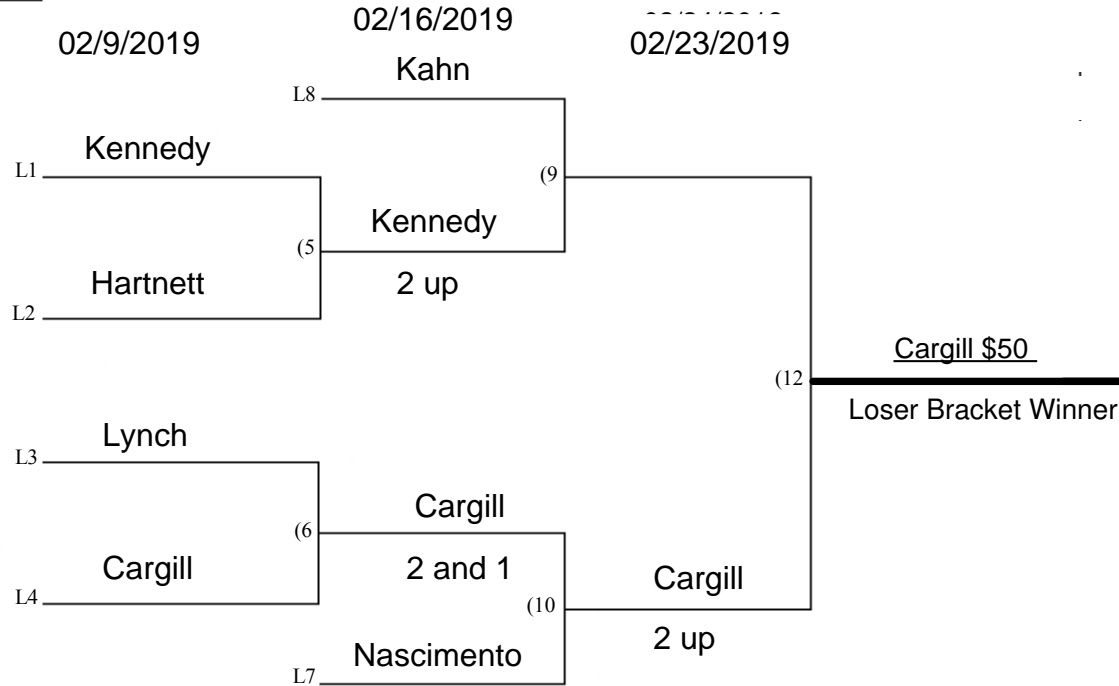 02/9/2019
02/16/2019
02/23/2019
L8
Kahn
L1
Kennedy
(9
(5
Kennedy
2 up
L2
Hartnett
(12
Cargill $50
Loser Bracket Winner
L3
Lynch
(6
Cargill
2 and 1
L4
Cargill
(10
Cargill
2 up
L7
Nascimento